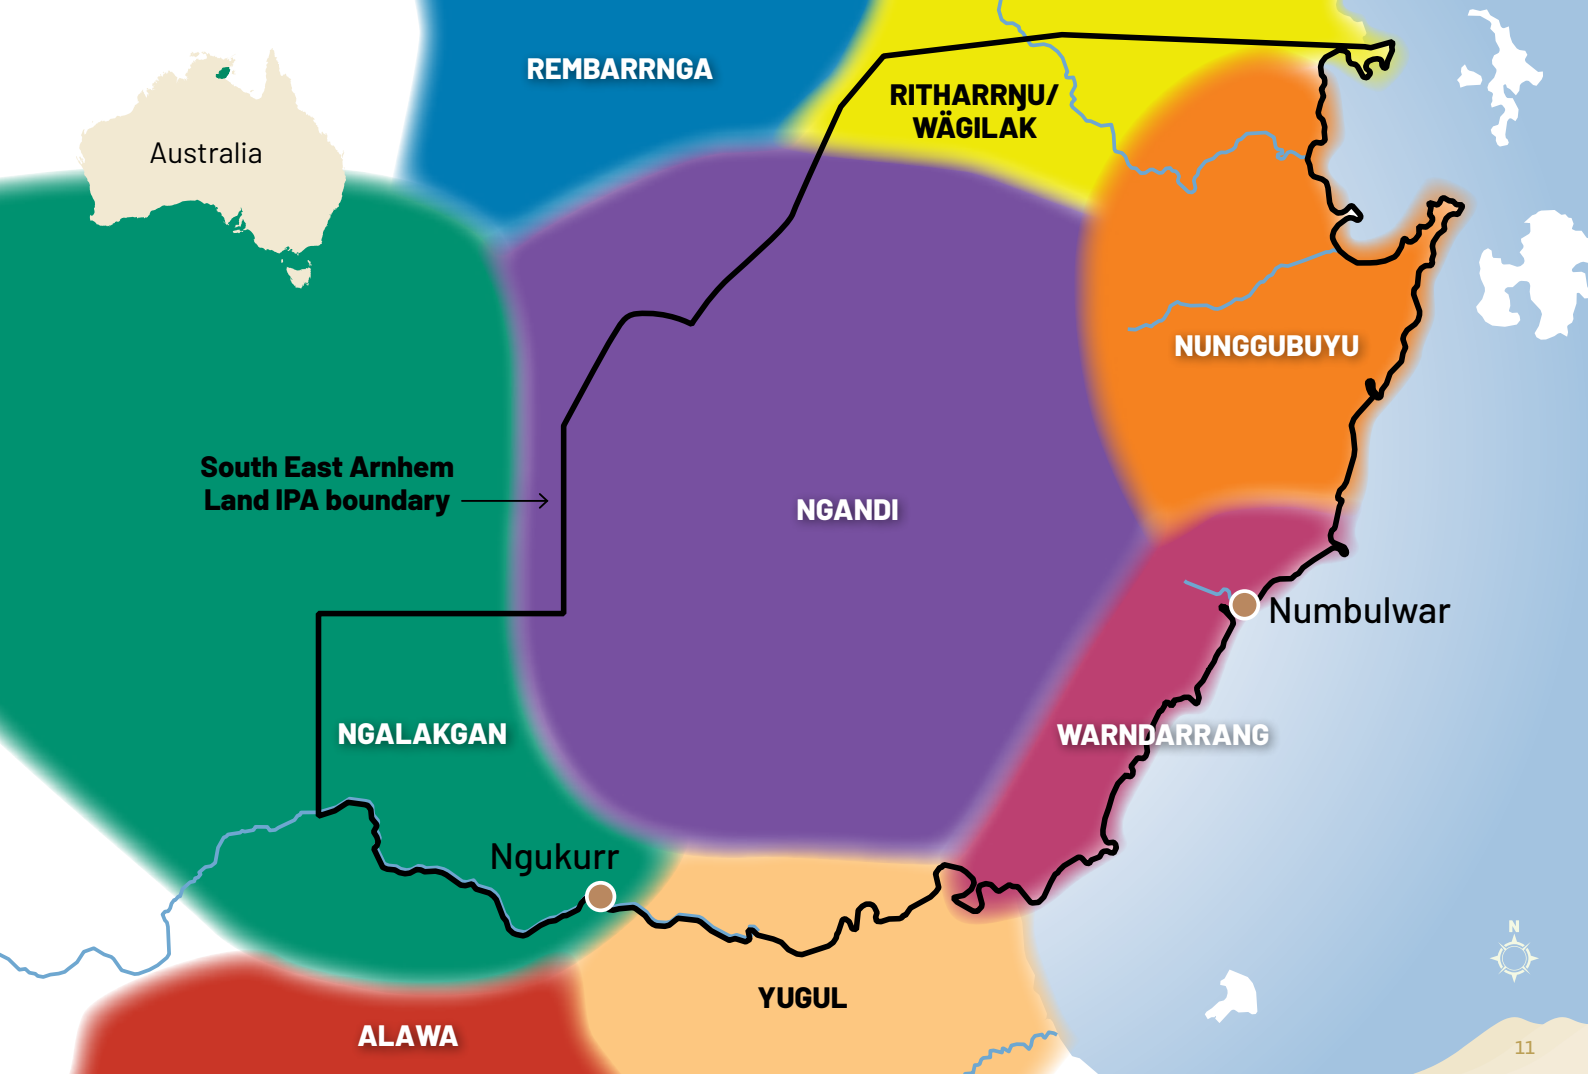 REMBARRNGA
RITHARRŊU/
WÄGILAK
Australia
NUNGGUBUYU
South East Arnhem
Land IPA boundary
NGANDI
Numbulwar
NGALAKGAN
WARNDARRANG
Ngukurr
N
YUGUL
ALAWA
11